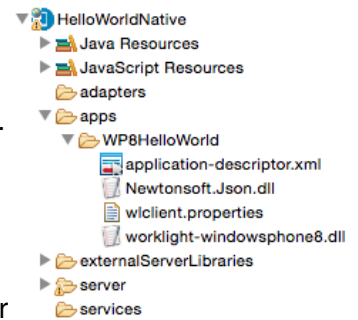 HelloWorldNative
Java Resources
JavaScript Resources
adapters
.
apps
WP8HelloWorld
application-descriptor.xml
Newtonsoft.Json.dll
wlclient.properties
worklight-windowsphone8.dll
externalServerLibraries
server
r
services